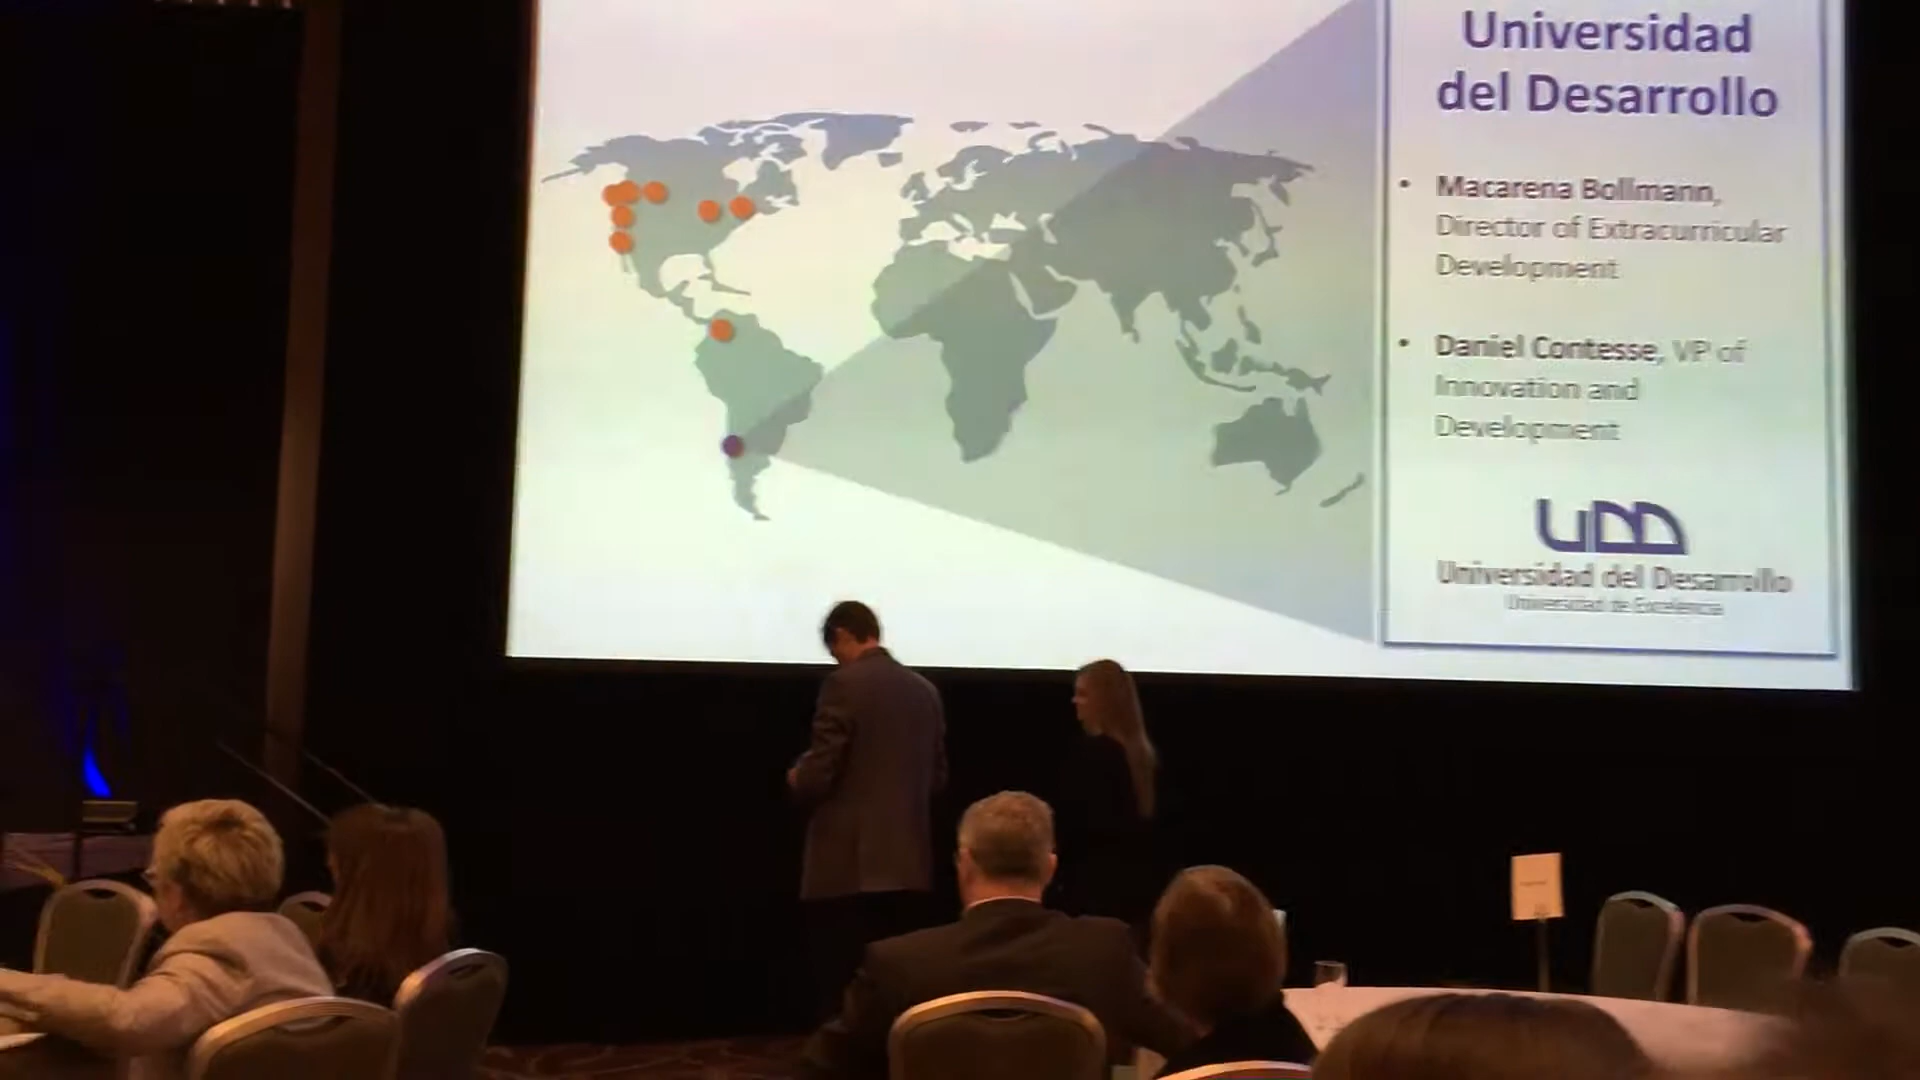 Universidad
del Desarrollo
• Macarena Bollmann,
Director of Extracurricular
Development
• Daniel Contesse, VP of
Innovation and
Development
UDD
Universidad del Desarrollo
Universidad de Excelencia